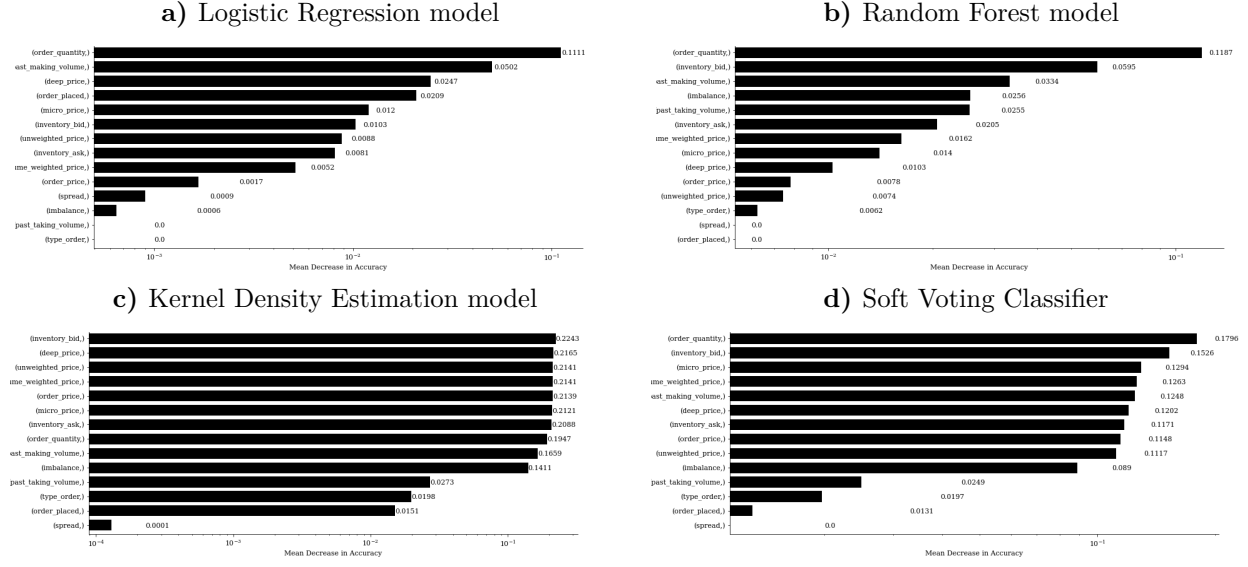 a) Logistic Regression model
(order_quantity,) 0.1111
ast_making_volume,) 0.0502
(deep_price,) 0.0247
(order_placed,) 0.0209
(micro_price,) 0.012
(inventory_bid,) 0.0103
(unweighted_price,) 0.0088
(inventory_ask,) 0.0081
me_weighted_price,) 0.0052
(order_price,) 0.0017
(spread,) 0.0009
(imbalance,) 0.0006
past_taking_volume,) 0.0
(type_order,) 0.0
10⁻³ 10⁻² 10⁻¹
Mean Decrease in Accuracy
b) Random Forest model
(order_quantity,) 0.1187
(inventory_bid,) 0.0595
ast_making_volume,) 0.0334
(imbalance,) 0.0256
past_taking_volume,) 0.0255
(inventory_ask,) 0.0205
me_weighted_price,) 0.0162
(micro_price,) 0.014
(deep_price,) 0.0103
(order_price,) 0.0078
(unweighted_price,) 0.0074
(type_order,) 0.0062
(spread,) 0.0
(order_placed,) 0.0
10⁻² 10⁻¹
Mean Decrease in Accuracy
c) Kernel Density Estimation model
(inventory_bid,) 0.2243
(deep_price,) 0.2165
(unweighted_price,) 0.2141
me_weighted_price,) 0.2141
(order_price,) 0.2139
(micro_price,) 0.2121
(inventory_ask,) 0.2088
(order_quantity,) 0.1947
ast_making_volume,) 0.1659
(imbalance,) 0.1411
past_taking_volume,) 0.0273
(type_order,) 0.0198
(order_placed,) 0.0151
(spread,) 0.0001
10⁻⁴ 10⁻³ 10⁻² 10⁻¹
Mean Decrease in Accuracy
d) Soft Voting Classifier
(order_quantity,) 0.1796
(inventory_bid,) 0.1526
(micro_price,) 0.1294
me_weighted_price,) 0.1263
ast_making_volume,) 0.1248
(deep_price,) 0.1202
(inventory_ask,) 0.1171
(order_price,) 0.1148
(unweighted_price,) 0.1117
(imbalance,) 0.089
past_taking_volume,) 0.0249
(type_order,) 0.0197
(order_placed,) 0.0131
(spread,) 0.0
10⁻¹
Mean Decrease in Accuracy